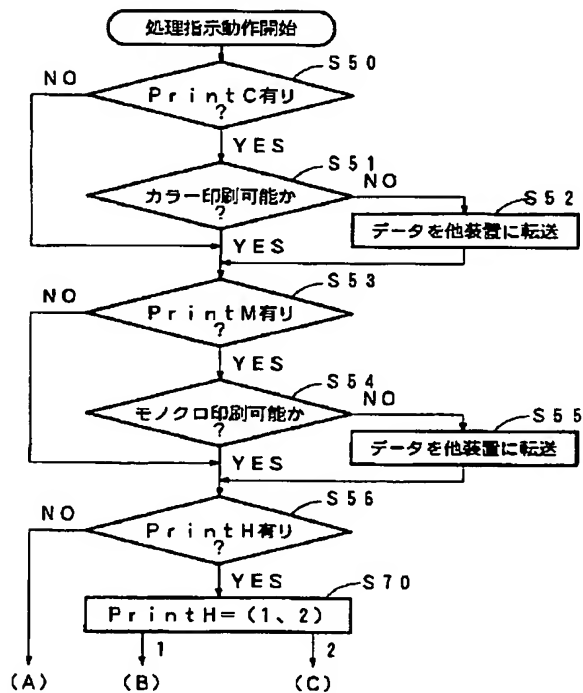 処理指示動作開始
S50
NO
PrintC有リ
?
YES
S51
カラー印刷可能か
?
NO
S52
データを他装置に転送
YES
S53
NO
PrintM有リ
?
YES
S54
モノクロ印刷可能か
?
NO
S55
データを他装置に転送
YES
S56
NO
PrintH有リ
?
YES
S70
PrintH=(1、2)
1
2
(A)
(B)
(C)